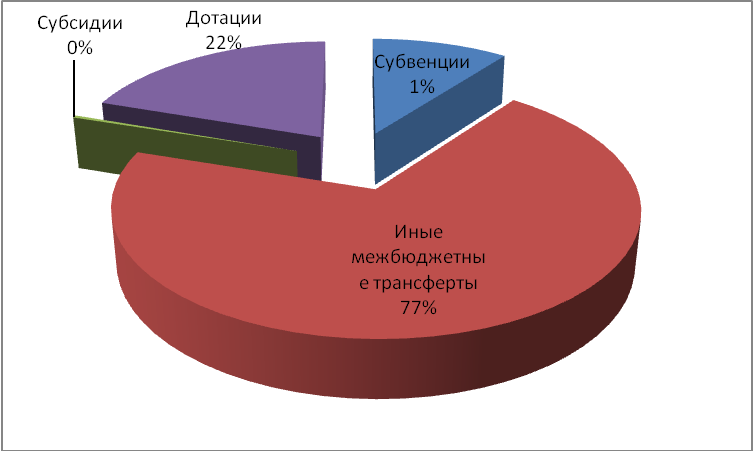 Субсидии
0%
Дотации
22%
Субвенции
1%
Иные
межбюджетны
е трансферты
77%